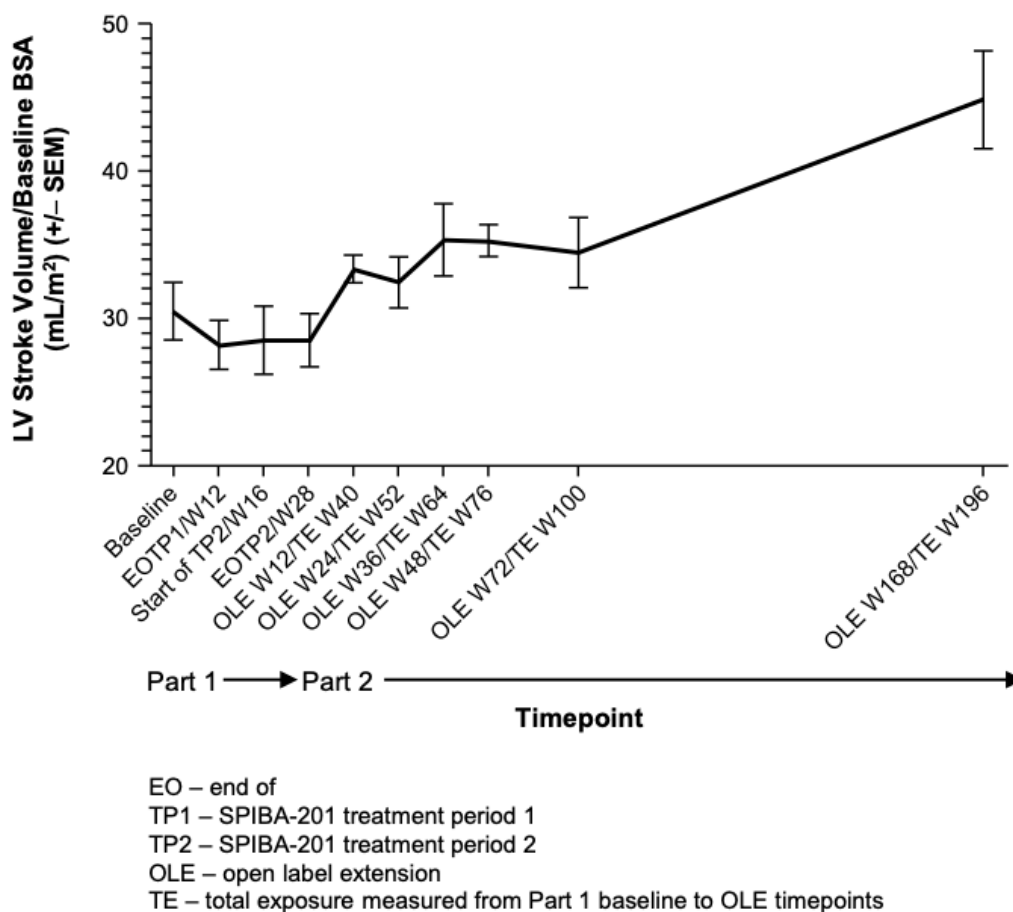 LV Stroke Volume/Baseline BSA
(mL/m²) (+/− SEM)
50
40
30
20
Baseline
EOTP1/W12
Start of TP2/W16
EOTP2/W28
OLE W12/TE W40
OLE W24/TE W52
OLE W36/TE W64
OLE W48/TE W76
OLE W72/TE W100
OLE W168/TE W196
Part 1 Part 2
Timepoint
EO – end of
TP1 – SPIBA-201 treatment period 1
TP2 – SPIBA-201 treatment period 2
OLE – open label extension
TE – total exposure measured from Part 1 baseline to OLE timepoints